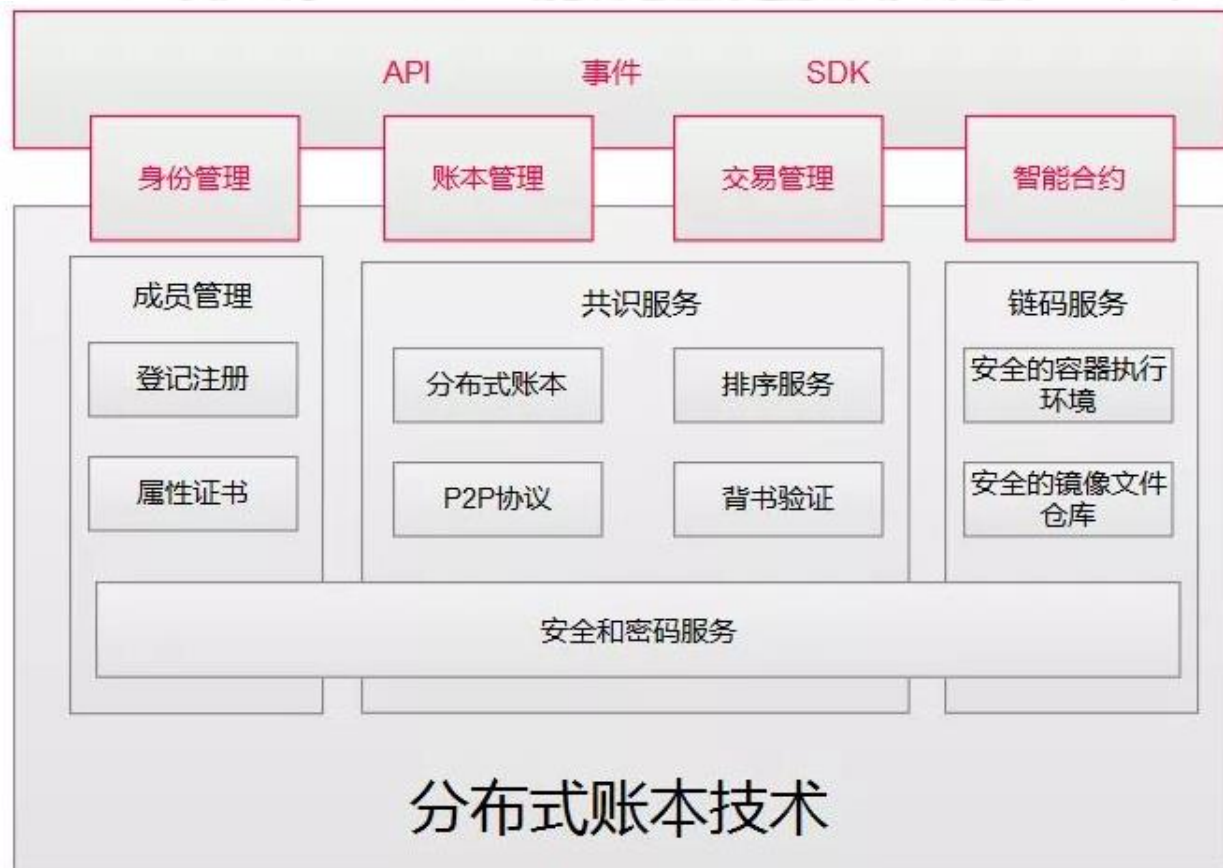 API 事件 SDK
身份管理 账本管理 交易管理 智能合约
成员管理 共识服务 链码服务
登记注册 分布式账本 排序服务 安全的容器执行
环境
属性证书 P2P协议 背书验证 安全的镜像文件
仓库
安全和密码服务
分布式账本技术